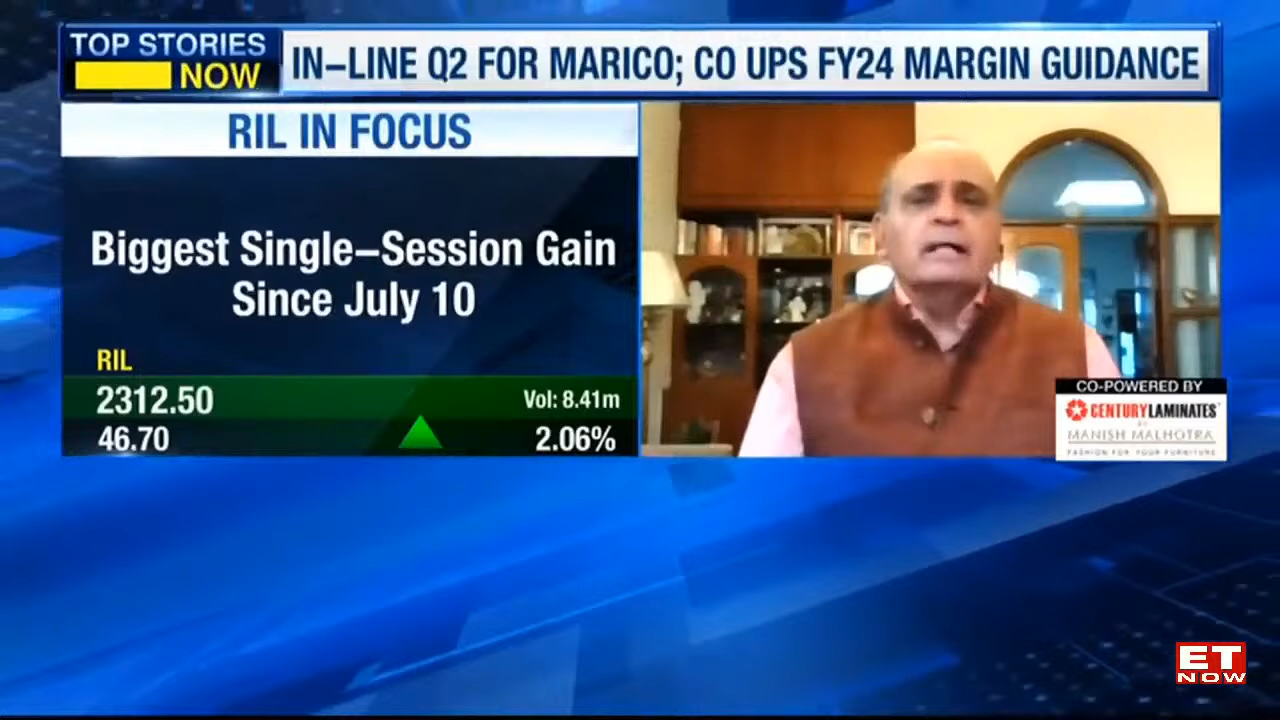 TOP STORIES
NOW
IN-LINE Q2 FOR MARICO; CO UPS FY24 MARGIN GUIDANCE
RIL IN FOCUS
Biggest Single-Session Gain
Since July 10
RIL
2312.50
Vol: 8.41m
46.70
2.06%
CO-POWERED BY
CENTURYLAMINATES
BY
MANISH MALHOTRA
FASHION FOR YOUR FURNITURE
ET
NOW